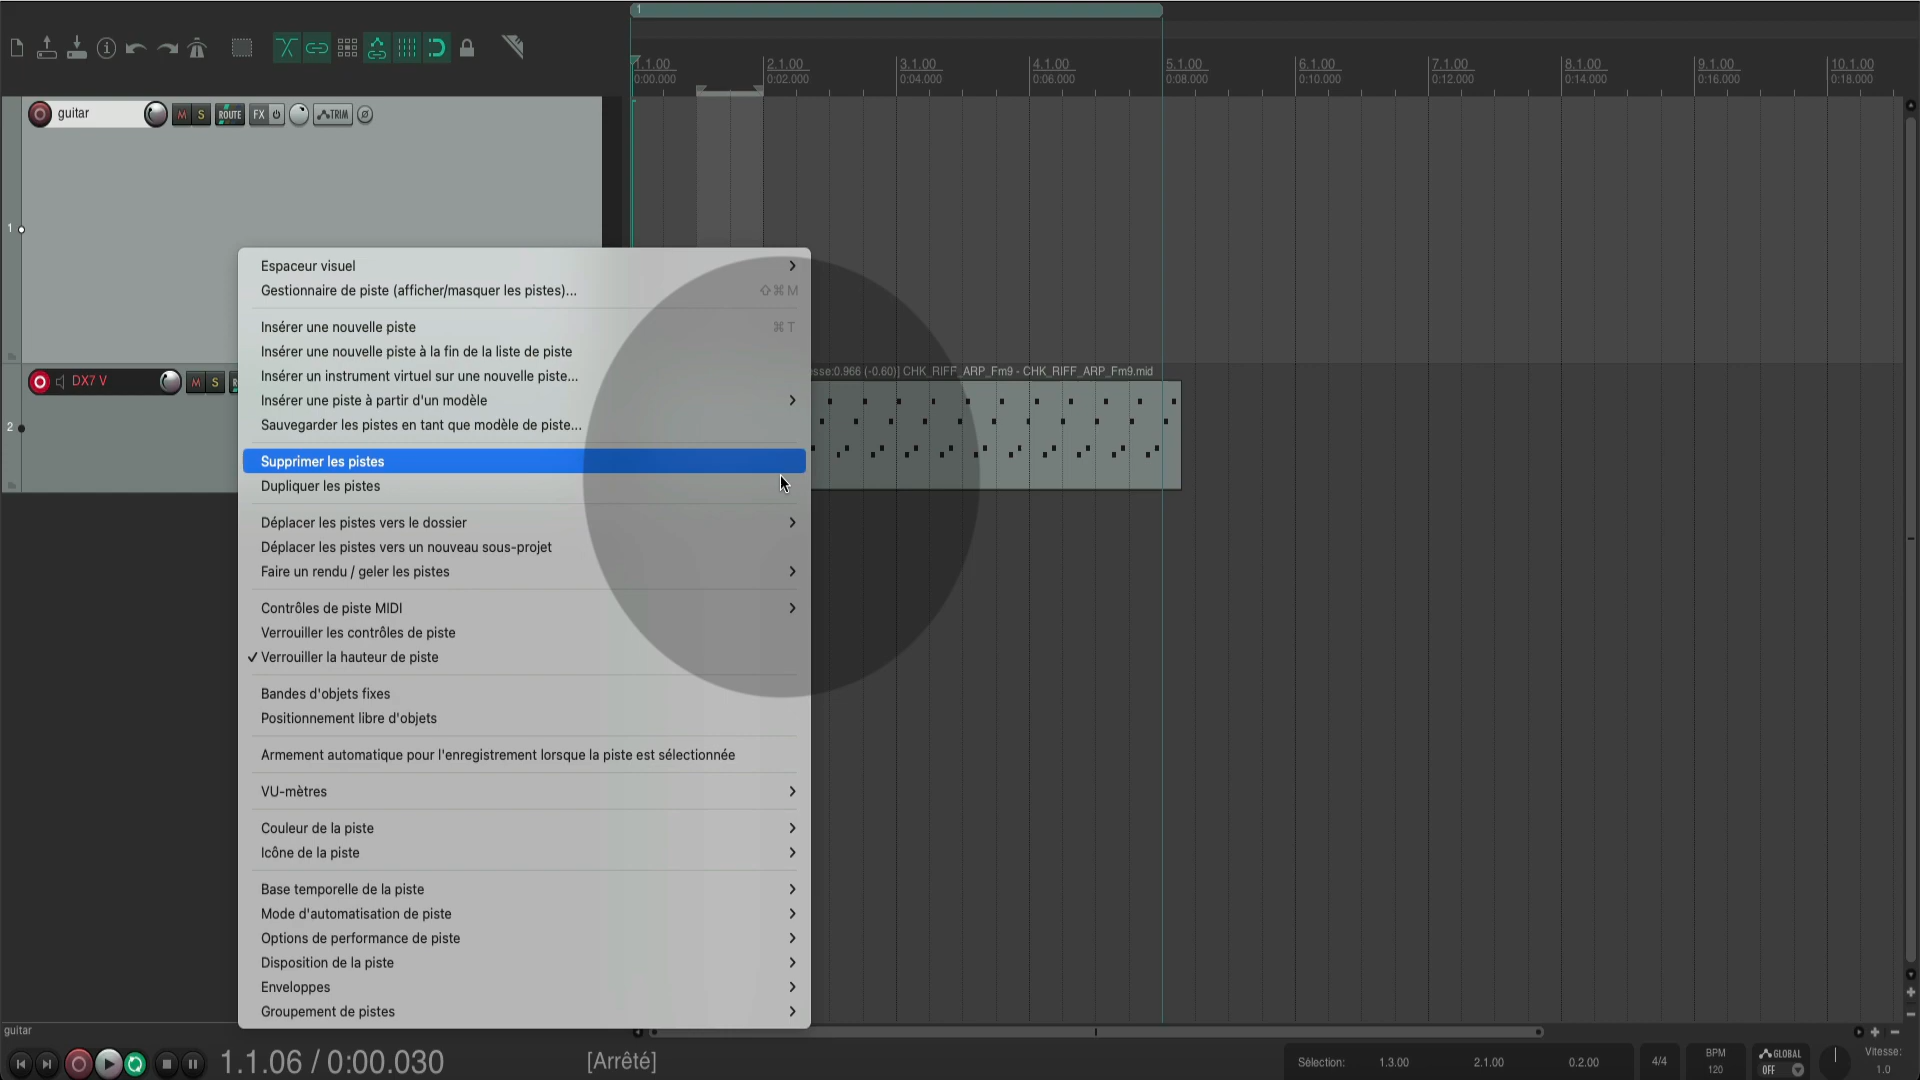 1
1.1.00
2.1.00
3.1.00
4.1.00
5.1.00
6.1.00
7.1.00
8.1.00
9.1.00
10.1.00
0:00.000
0:02.000
0:04.000
0:06.000
0:08.000
0:10.000
0:12.000
0:14.000
0:16.000
0:18.000
guitar
M
S
ROUTE
FX
TRIM
1
Espaceur visuel
Gestionnaire de piste (afficher/masquer les pistes)... ⇧⌘M
Insérer une nouvelle piste ⌘T
Insérer une nouvelle piste à la fin de la liste de piste
Insérer un instrument virtuel sur une nouvelle piste...
Insérer une piste à partir d'un modèle
Sauvegarder les pistes en tant que modèle de piste...
Supprimer les pistes
Dupliquer les pistes
Déplacer les pistes vers le dossier
Déplacer les pistes vers un nouveau sous-projet
Faire un rendu / geler les pistes
Contrôles de piste MIDI
Verrouiller les contrôles de piste
✓ Verrouiller la hauteur de piste
Bandes d'objets fixes
Positionnement libre d'objets
Armement automatique pour l'enregistrement lorsque la piste est sélectionnée
VU-mètres
Couleur de la piste
Icône de la piste
Base temporelle de la piste
Mode d'automatisation de piste
Options de performance de piste
Disposition de la piste
Enveloppes
Groupement de pistes
DX7 V
M
S
R
2
esse:0.966 (-0.60)] CHK_RIFF_ARP_Fm9 - CHK_RIFF_ARP_Fm9.mid
guitar
1.1.06 / 0:00.030
[Arrêté]
Sélection:
1.3.00
2.1.00
0.2.00
4/4
BPM
120
GLOBAL
OFF
Vitesse:
1.0